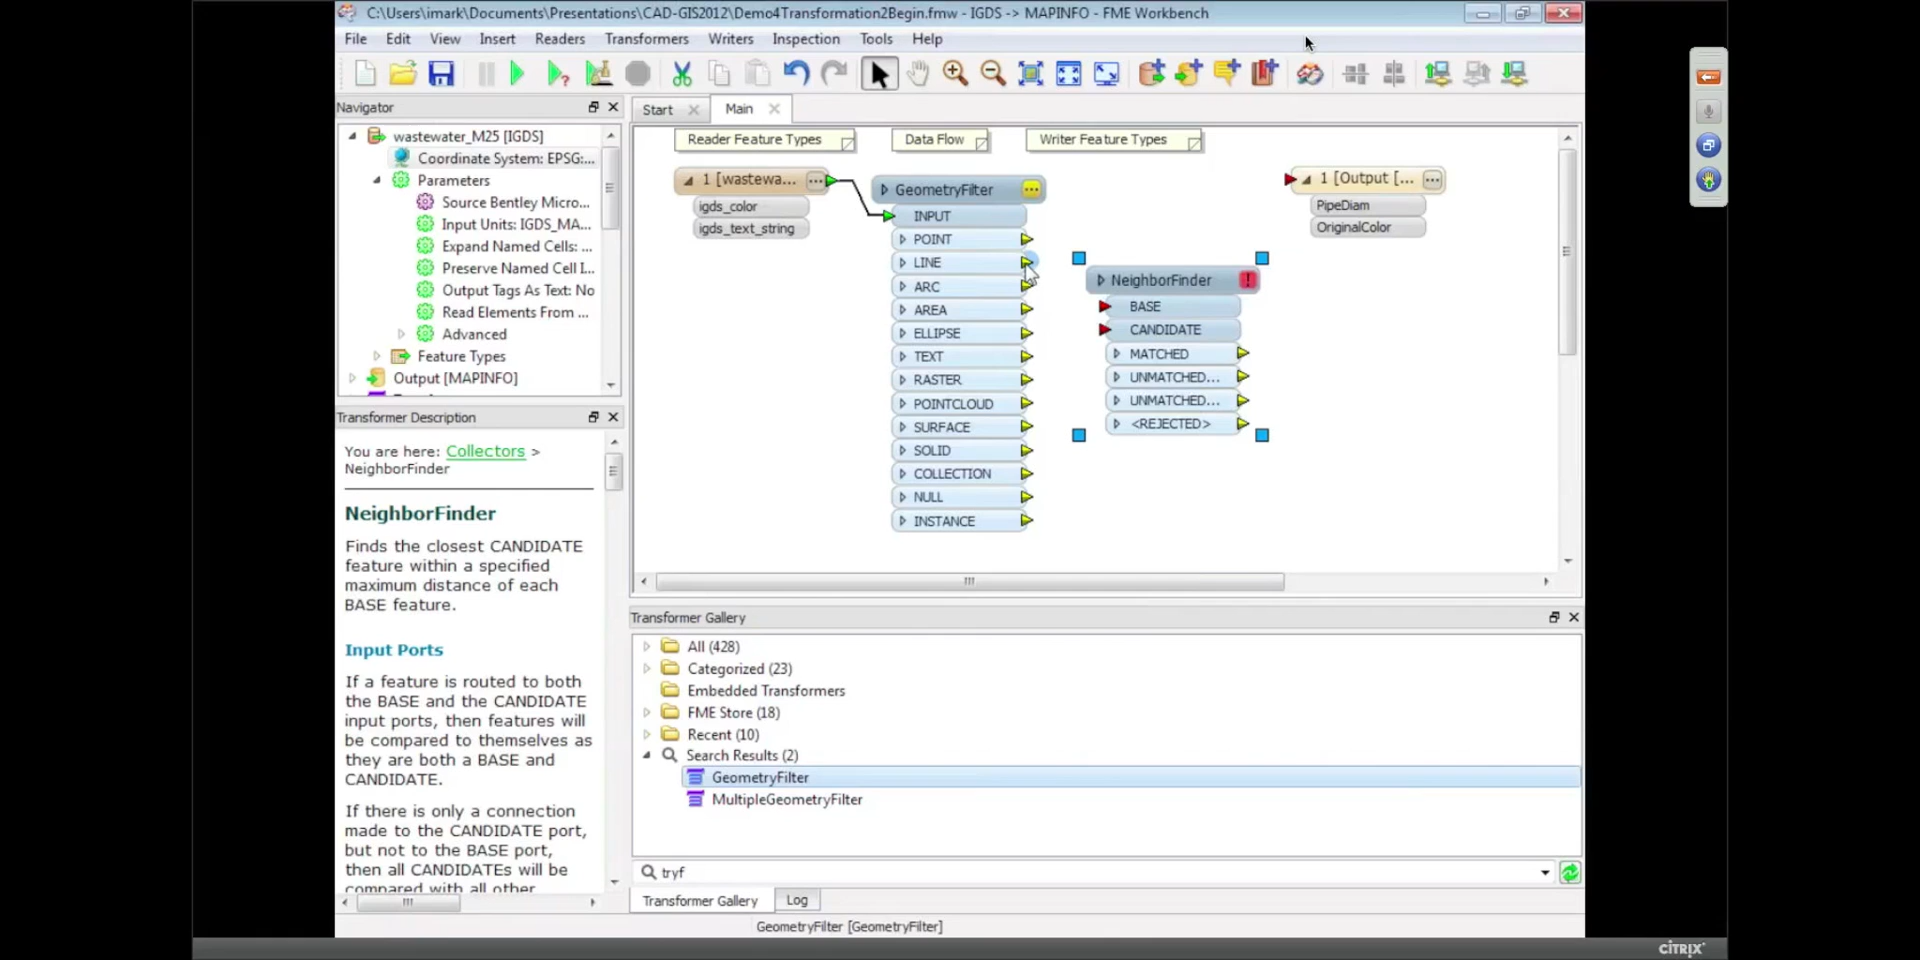 C:\Users\imark\Documents\Presentations\CAD-GIS2012\Demo4Transformation2Begin.fmw - IGDS -> MAPINFO - FME Workbench
File Edit View Insert Readers Transformers Writers Inspection Tools Help
Navigator
wastewater_M25 [IGDS]
Coordinate System: EPSG:...
Parameters
Source Bentley Micro...
Input Units: IGDS_MA...
Expand Named Cells: ...
Preserve Named Cell I...
Output Tags As Text: No
Read Elements From ...
Advanced
Feature Types
Output [MAPINFO]
Transformer Description
You are here: Collectors >
NeighborFinder
NeighborFinder
Finds the closest CANDIDATE
feature within a specified
maximum distance of each
BASE feature.
Input Ports
If a feature is routed to both
the BASE and the CANDIDATE
input ports, then features will
be compared to themselves as
they are both a BASE and
CANDIDATE.
If there is only a connection
made to the CANDIDATE port,
but not to the BASE port,
then all CANDIDATEs will be
compared with all other
Start Main
Reader Feature Types Data Flow Writer Feature Types
1 [wastewa... ...
igds_color
igds_text_string
GeometryFilter ...
INPUT
POINT
LINE
ARC
AREA
ELLIPSE
TEXT
RASTER
POINTCLOUD
SURFACE
SOLID
COLLECTION
NULL
INSTANCE
NeighborFinder !
BASE
CANDIDATE
MATCHED
UNMATCHED...
UNMATCHED...
<REJECTED>
1 [Output [... ...
PipeDiam
OriginalColor
Transformer Gallery
All (428)
Categorized (23)
Embedded Transformers
FME Store (18)
Recent (10)
Search Results (2)
GeometryFilter
MultipleGeometryFilter
tryf
Transformer Gallery Log
GeometryFilter [GeometryFilter]
CITRIX